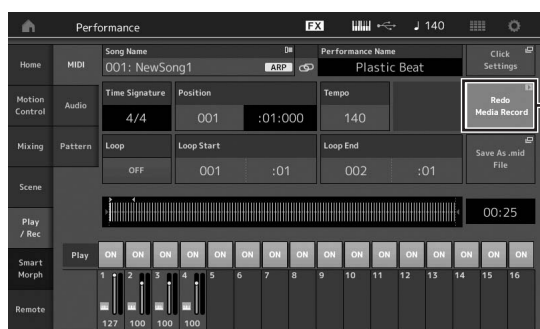 Performance FX 140
Home
Motion Control
Mixing
Scene
Play / Rec
Smart Morph
Remote
MIDI
Audio
Pattern
Song Name
001: NewSong1 ARP
Performance Name
Plastic Beat
Click Settings
Time Signature
4/4
Position
001 :01:000
Tempo
140
Redo
Media Record
Loop
OFF
Loop Start
001 :01
Loop End
002 :01
Save As .mid File
00:25
Play ON ON ON ON ON ON ON ON ON ON ON ON ON ON ON ON
1 2 3 4 5 6 7 8 9 10 11 12 13 14 15 16
127 100 100 100